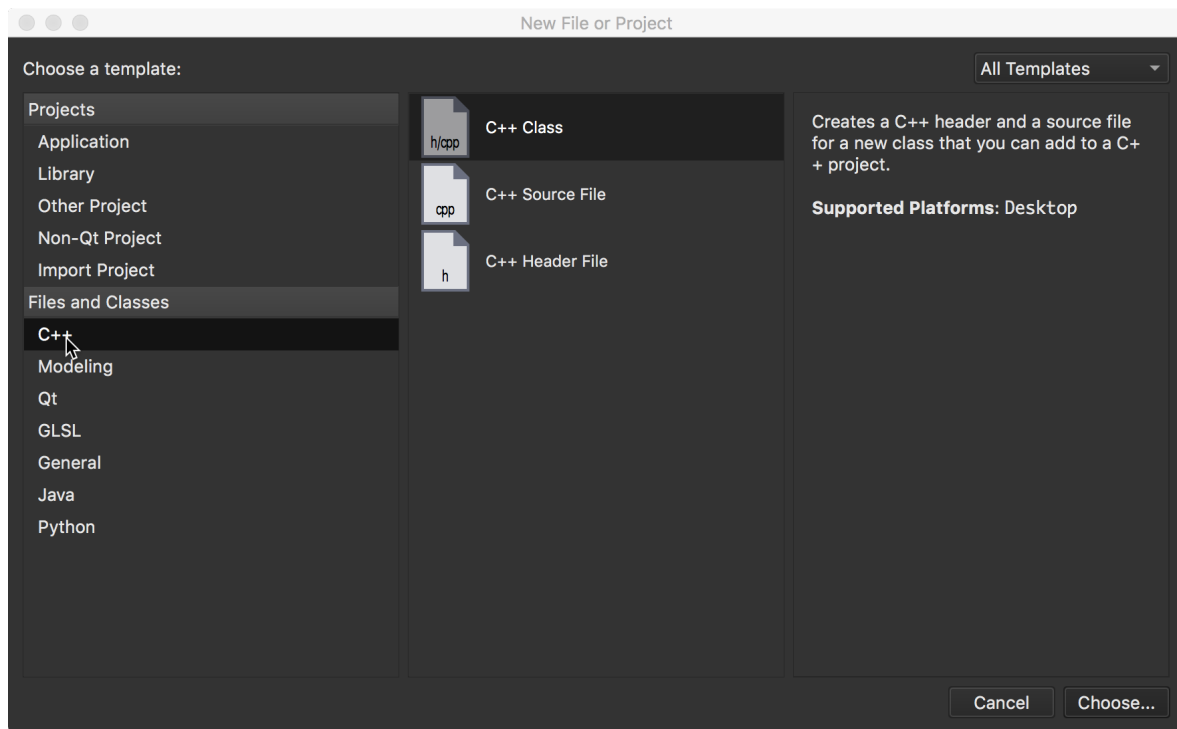 New File or Project
Choose a template:
All Templates
Projects
Application
Library
Other Project
Non-Qt Project
Import Project
Files and Classes
C++
Modeling
Qt
GLSL
General
Java
Python
h/cpp
C++ Class
cpp
C++ Source File
h
C++ Header File
Creates a C++ header and a source file
for a new class that you can add to a C+
+ project.
Supported Platforms: Desktop
Cancel
Choose...